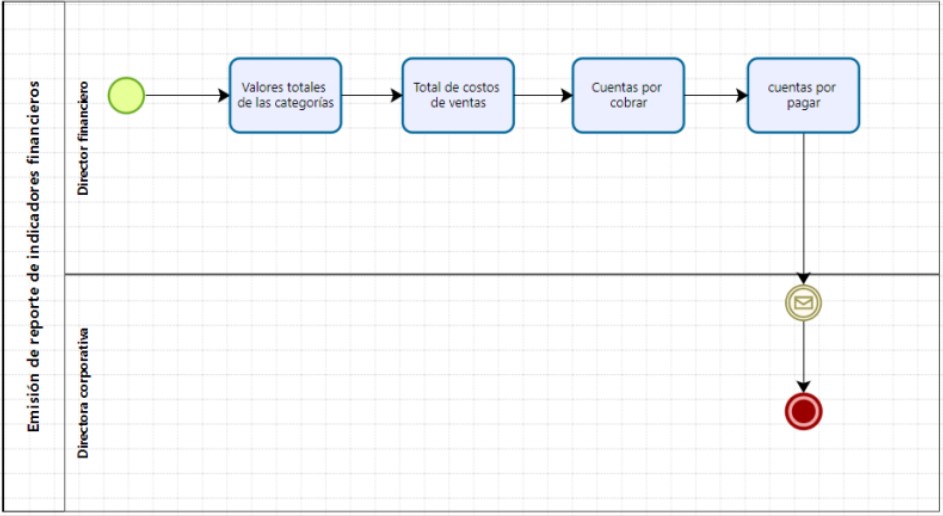 Emisión de reporte de indicadores financieros
Director financiero
Valores totales
de las categorías
Total de costos
de ventas
Cuentas por
cobrar
cuentas por
pagar
Directora corporativa